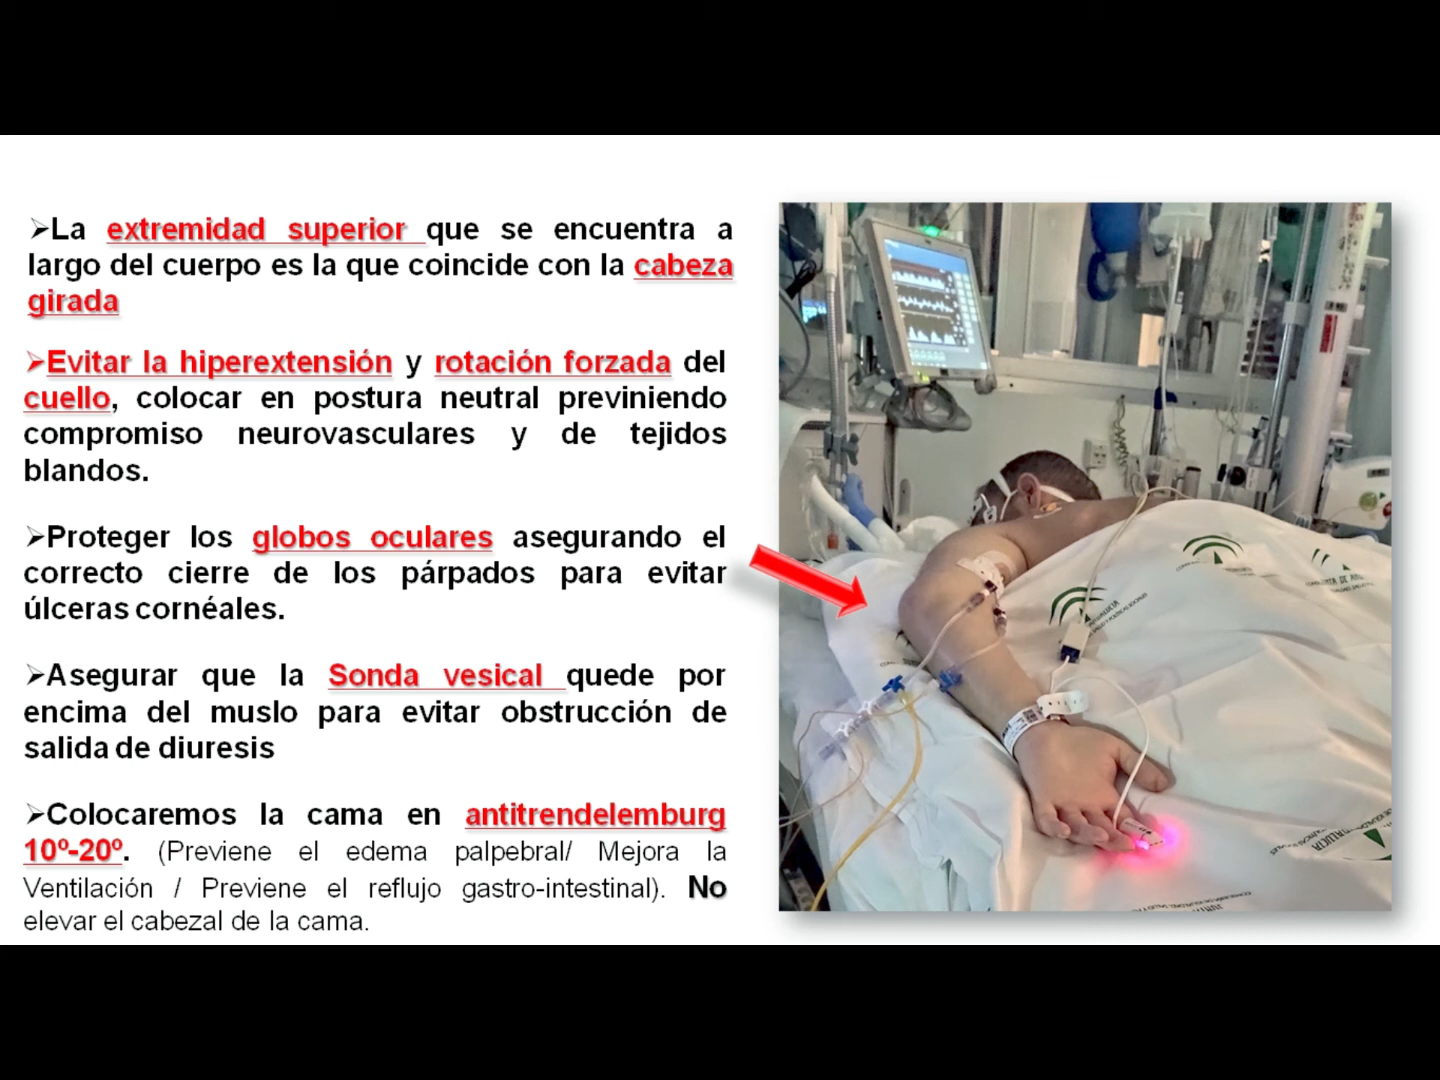 ➢La extremidad superior que se encuentra a
largo del cuerpo es la que coincide con la cabeza
girada
➢Evitar la hiperextensión y rotación forzada del
cuello, colocar en postura neutral previniendo
compromiso neurovasculares y de tejidos
blandos.
➢Proteger los globos oculares asegurando el
correcto cierre de los párpados para evitar
úlceras cornéales.
➢Asegurar que la Sonda vesical quede por
encima del muslo para evitar obstrucción de
salida de diuresis
➢Colocaremos la cama en antitrendelemburg
10º-20º. (Previene el edema palpebral/ Mejora la
Ventilación / Previene el reflujo gastro-intestinal). No
elevar el cabezal de la cama.